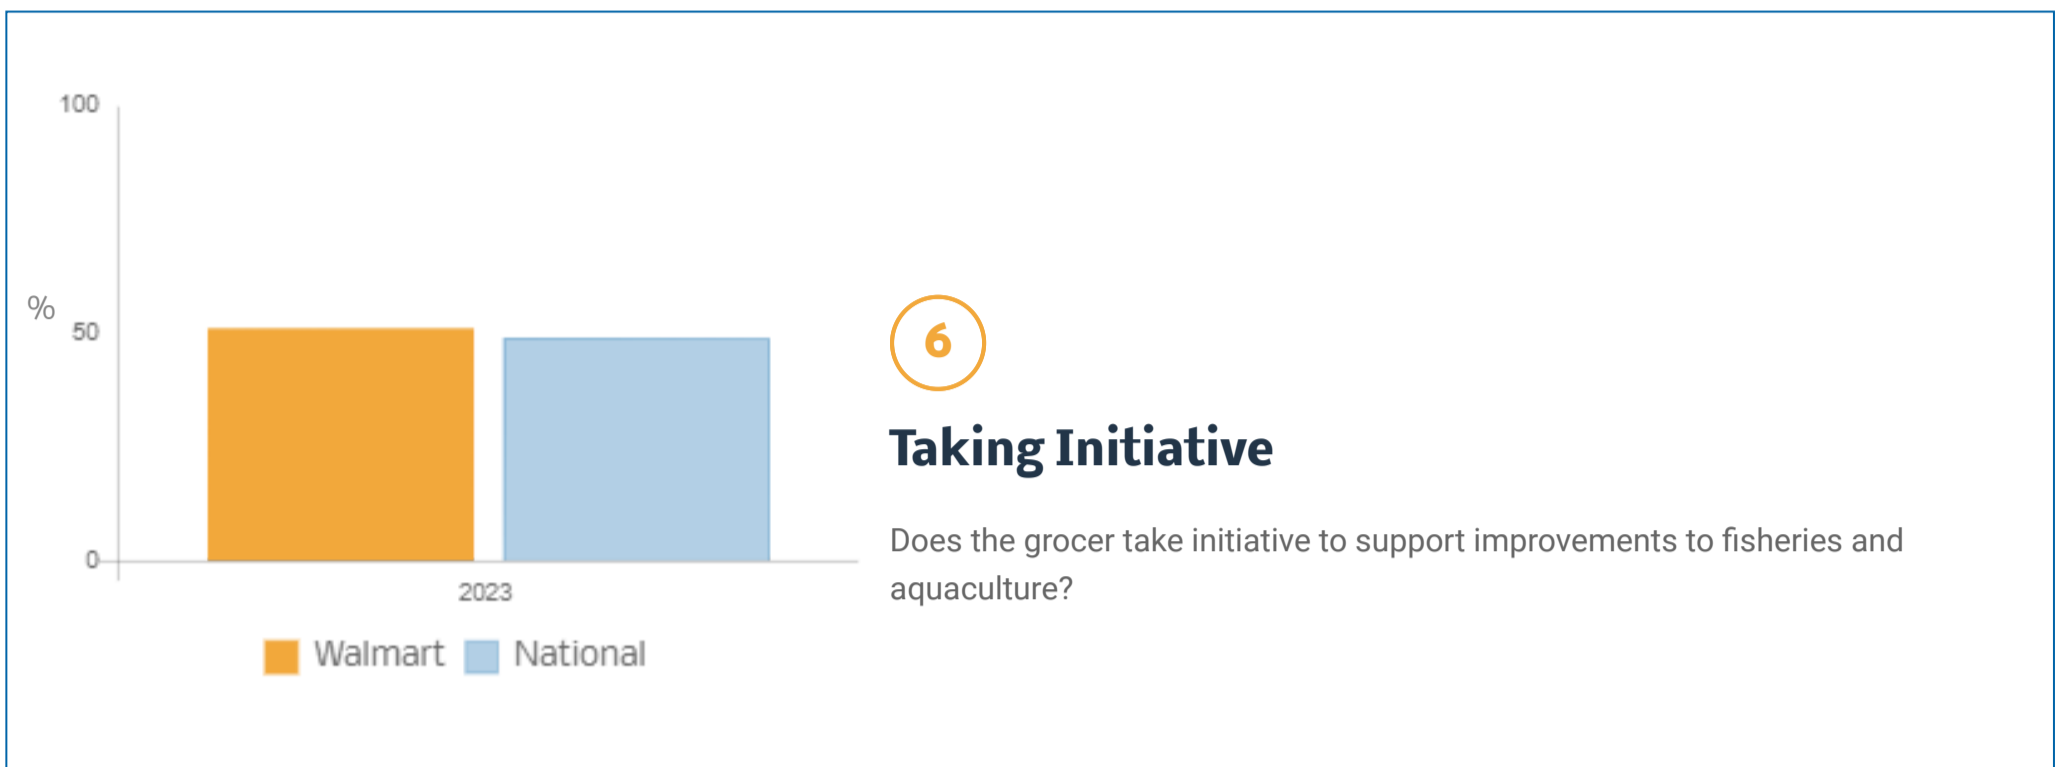 100
%
50
0
2023
Walmart National
6
Taking Initiative
Does the grocer take initiative to support improvements to fisheries and
aquaculture?